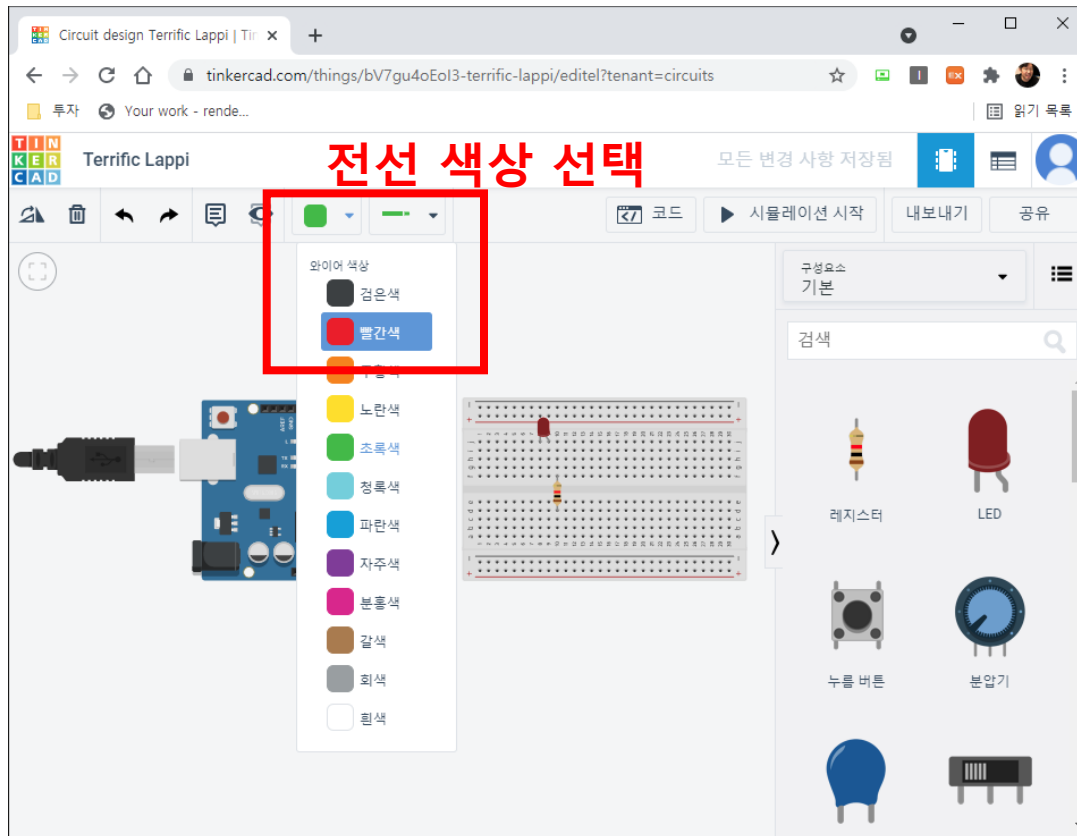 Circuit design Terrific Lappi | Tin
tinkercad.com/things/bV7gu4oEoI3-terrific-lappi/editel?tenant=circuits
투자
Your work - rende...
읽기 목록
TIN
KER
CAD
Terrific Lappi
전선 색상 선택
모든 변경 사항 저장됨
코드
시뮬레이션 시작
내보내기
공유
와이어 색상
검은색
빨간색
주홍색
노란색
초록색
청록색
파란색
자주색
분홍색
갈색
회색
흰색
구성요소
기본
검색
레지스터
LED
누름 버튼
분압기